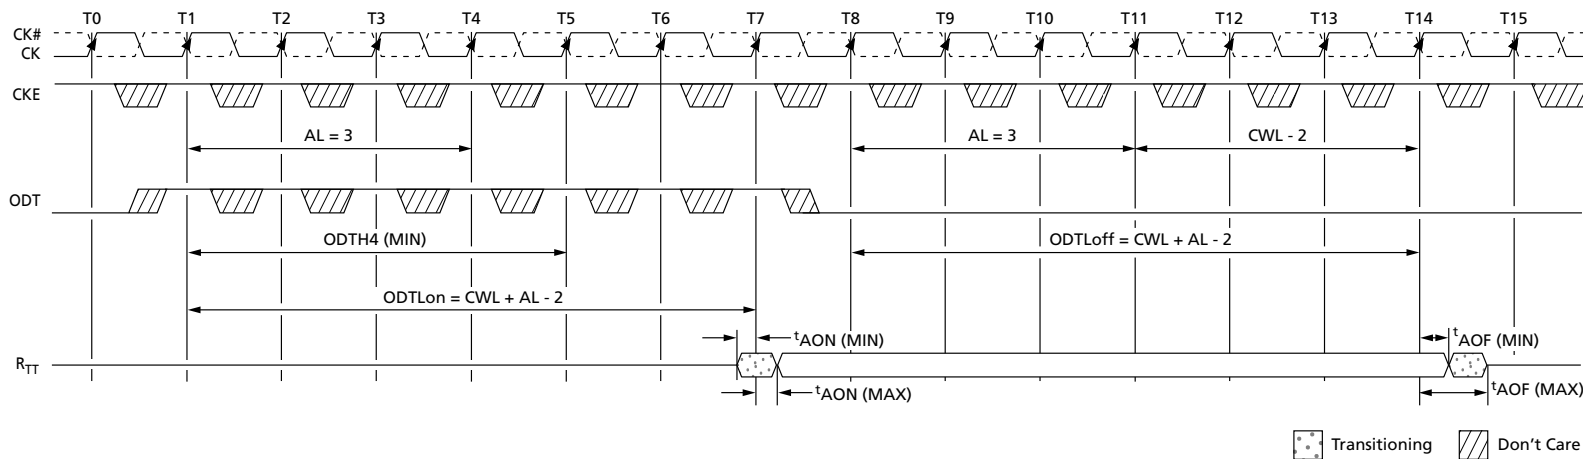 T0 T1 T2 T3 T4 T5 T6 T7 T8 T9 T10 T11 T12 T13 T14 T15
CK#
CK
CKE
AL = 3 AL = 3 CWL - 2
ODT
ODTH4 (MIN) ODTLoff = CWL + AL - 2
ODTLon = CWL + AL - 2
tAON (MIN) tAOF (MIN)
RTT
tAON (MAX) tAOF (MAX)
Transitioning Don't Care